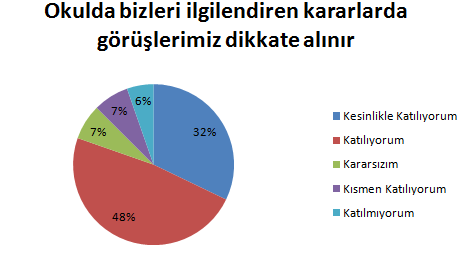 Okulda bizleri ilgilendiren kararlarda
görüşlerimiz dikkate alınır
6%
7%
7%
32%
48%
Kesinlikle Katılıyorum
Katılıyorum
Kararsızım
Kısmen Katılıyorum
Katılmıyorum